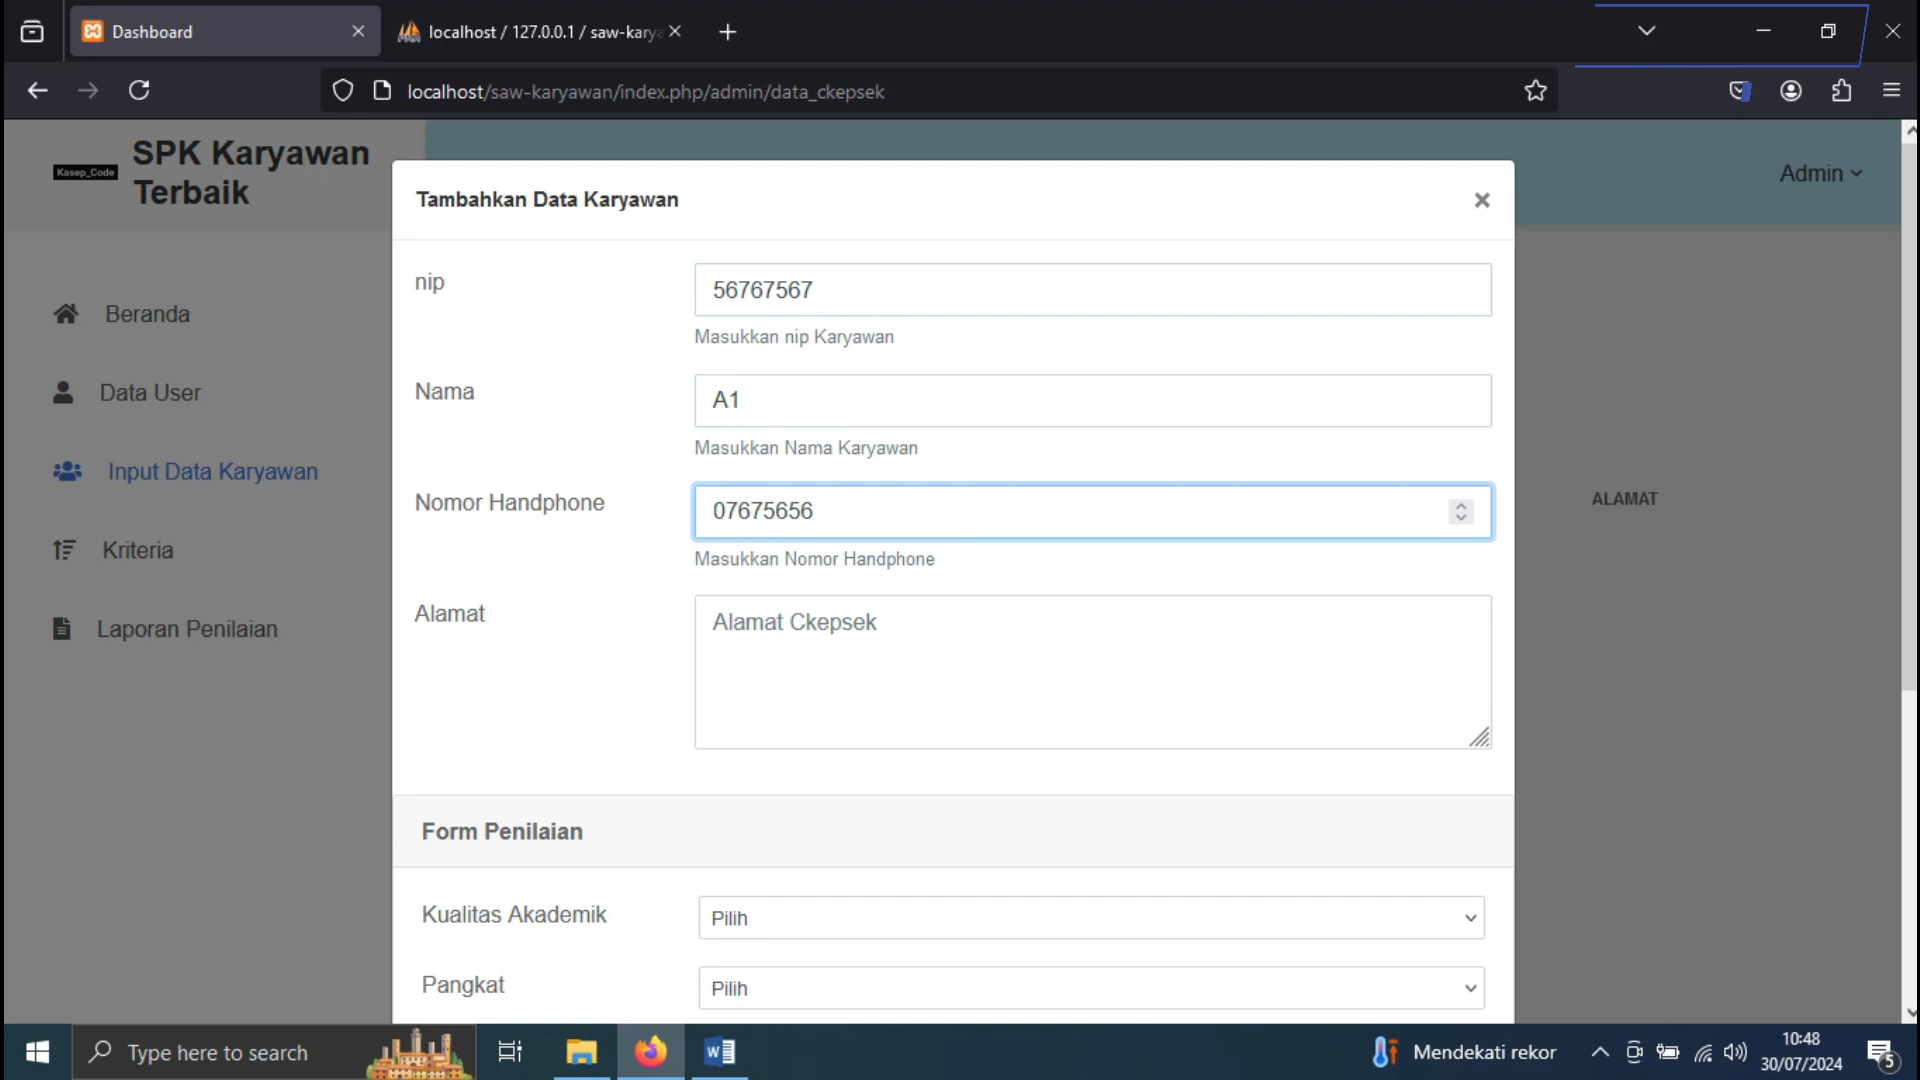 Dashboard
localhost / 127.0.0.1 / saw-karya
localhost/saw-karyawan/index.php/admin/data_ckepsek
Kasep_Code
SPK Karyawan
Terbaik
Admin
Beranda
Data User
Input Data Karyawan
Kriteria
Laporan Penilaian
ALAMAT
Tambahkan Data Karyawan
nip
56767567
Masukkan nip Karyawan
Nama
A1
Masukkan Nama Karyawan
Nomor Handphone
07675656
Masukkan Nomor Handphone
Alamat
Alamat Ckepsek
Form Penilaian
Kualitas Akademik
Pilih
Pangkat
Pilih
Type here to search
Mendekati rekor
10:48
30/07/2024
5